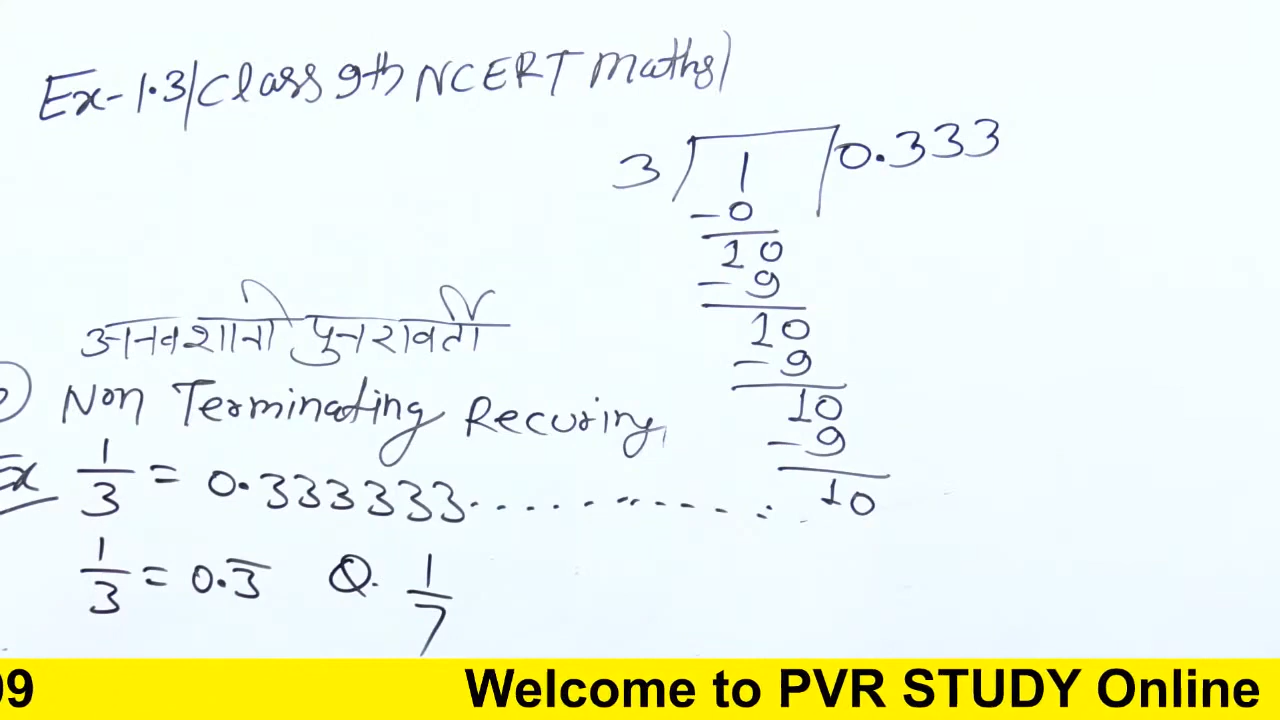 Ex-1.3/Class 9th NCERT Maths/
3 1 0.333
-0
10
-9
10
-9
10
-9
10
अनवशानी पुनरावर्ती
Non Terminating Recuring,
Ex 1/3 = 0.333333..................
1/3 = 0.3̅ Q. 1/7
99 Welcome to PVR STUDY Online